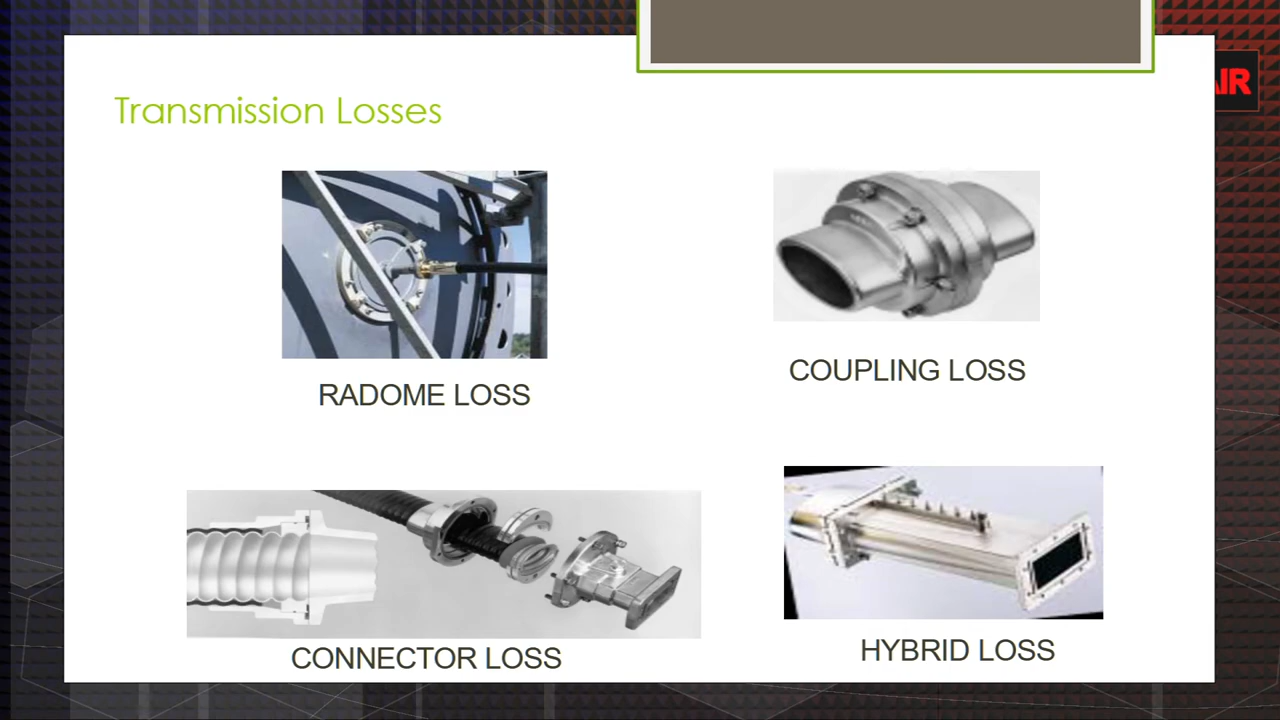 Transmission Losses
RADOME LOSS
COUPLING LOSS
CONNECTOR LOSS
HYBRID LOSS